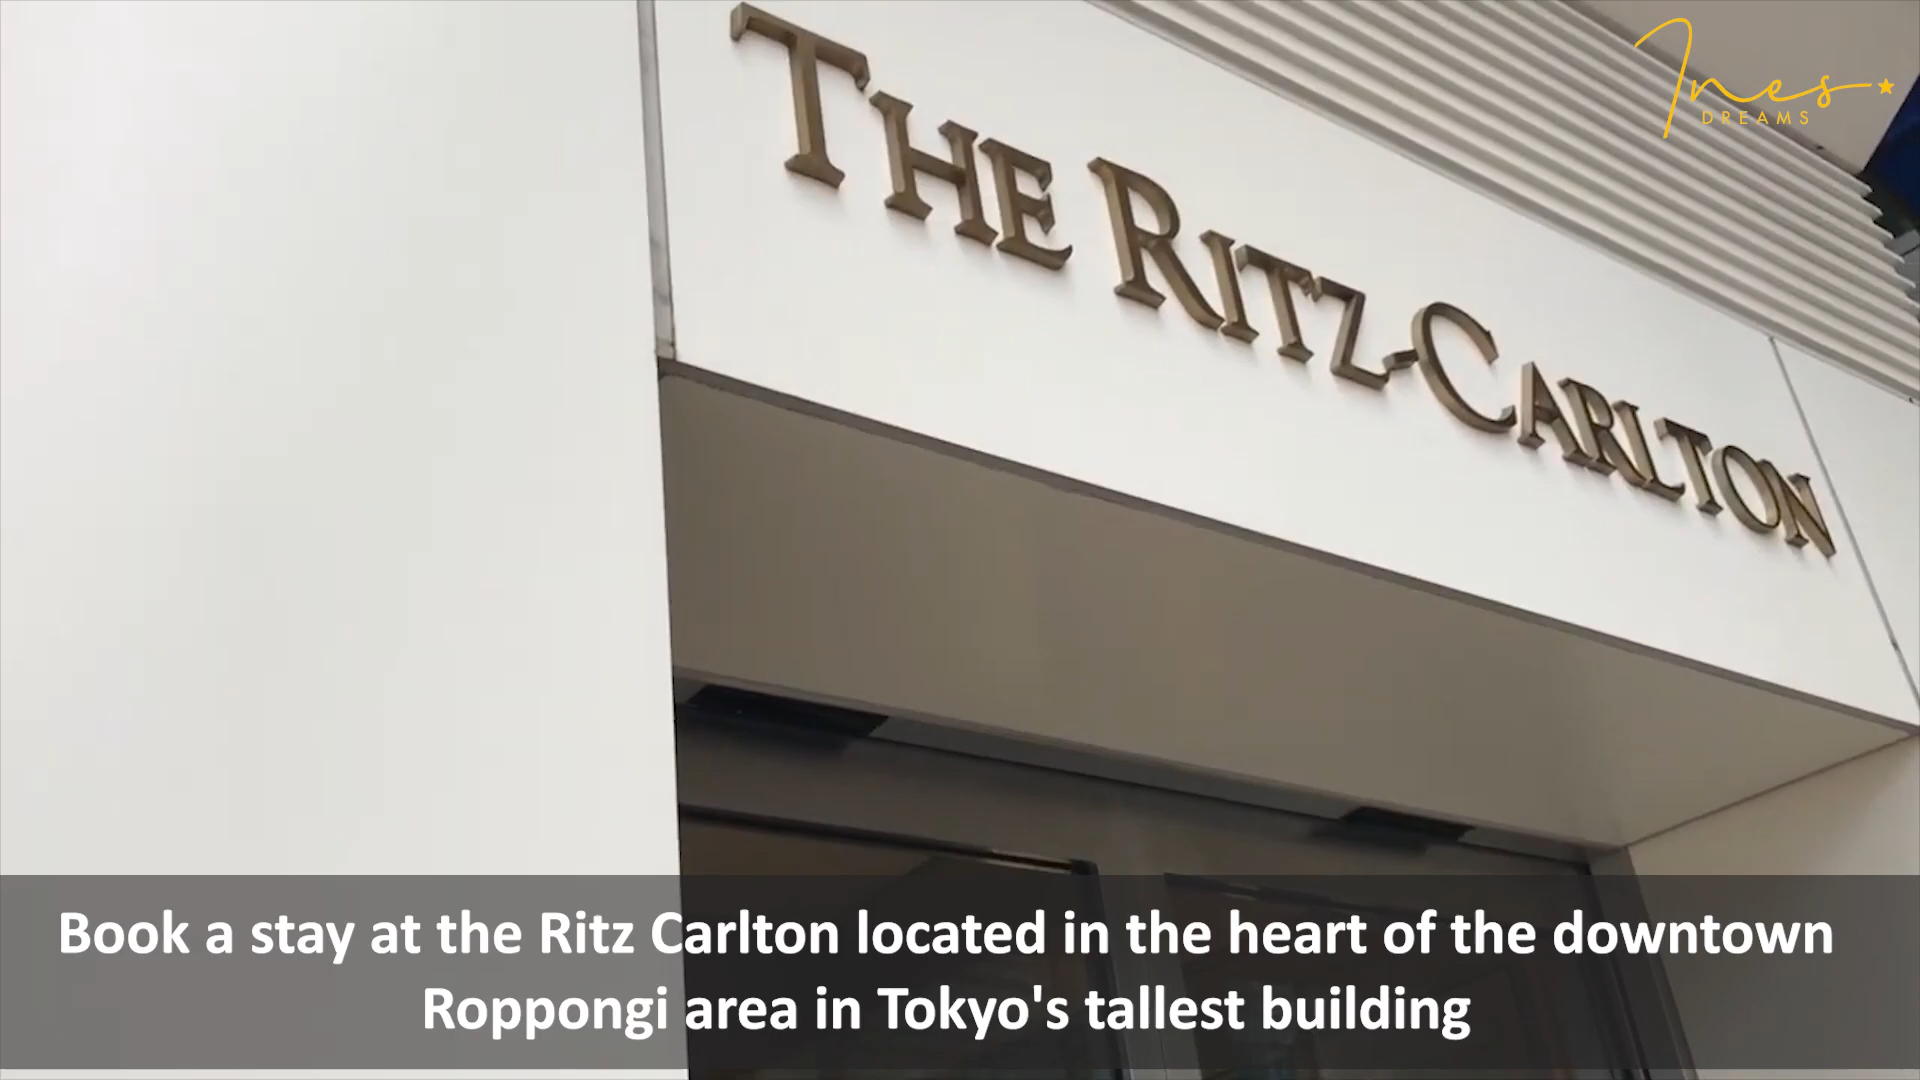 THE RITZ-CARLTON
Ines
DREAMS
Book a stay at the Ritz Carlton located in the heart of the downtown
Roppongi area in Tokyo's tallest building